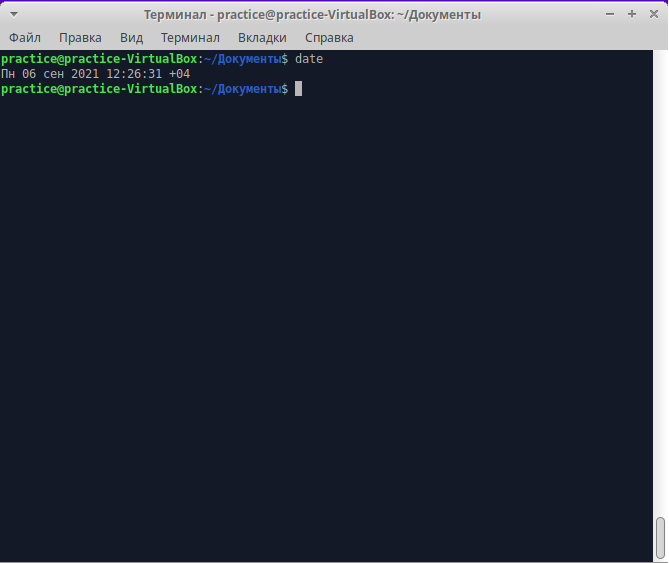 Терминал - practice@practice-VirtualBox: ~/Документы
Файл Правка Вид Терминал Вкладки Справка
practice@practice-VirtualBox:~/Документы$ date
Пн 06 сен 2021 12:26:31 +04
practice@practice-VirtualBox:~/Документы$